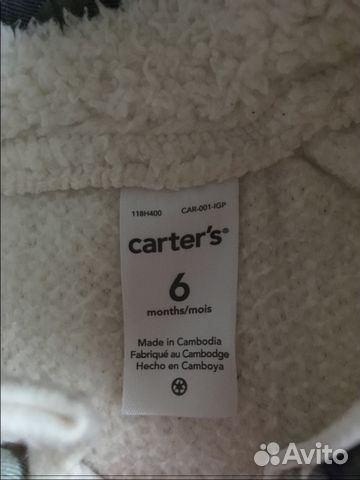 118H400 CAR-001-IGP
carter's®
6
months/mois
Made in Cambodia
Fabriqué au Cambodge
Hecho en Camboya
Avito